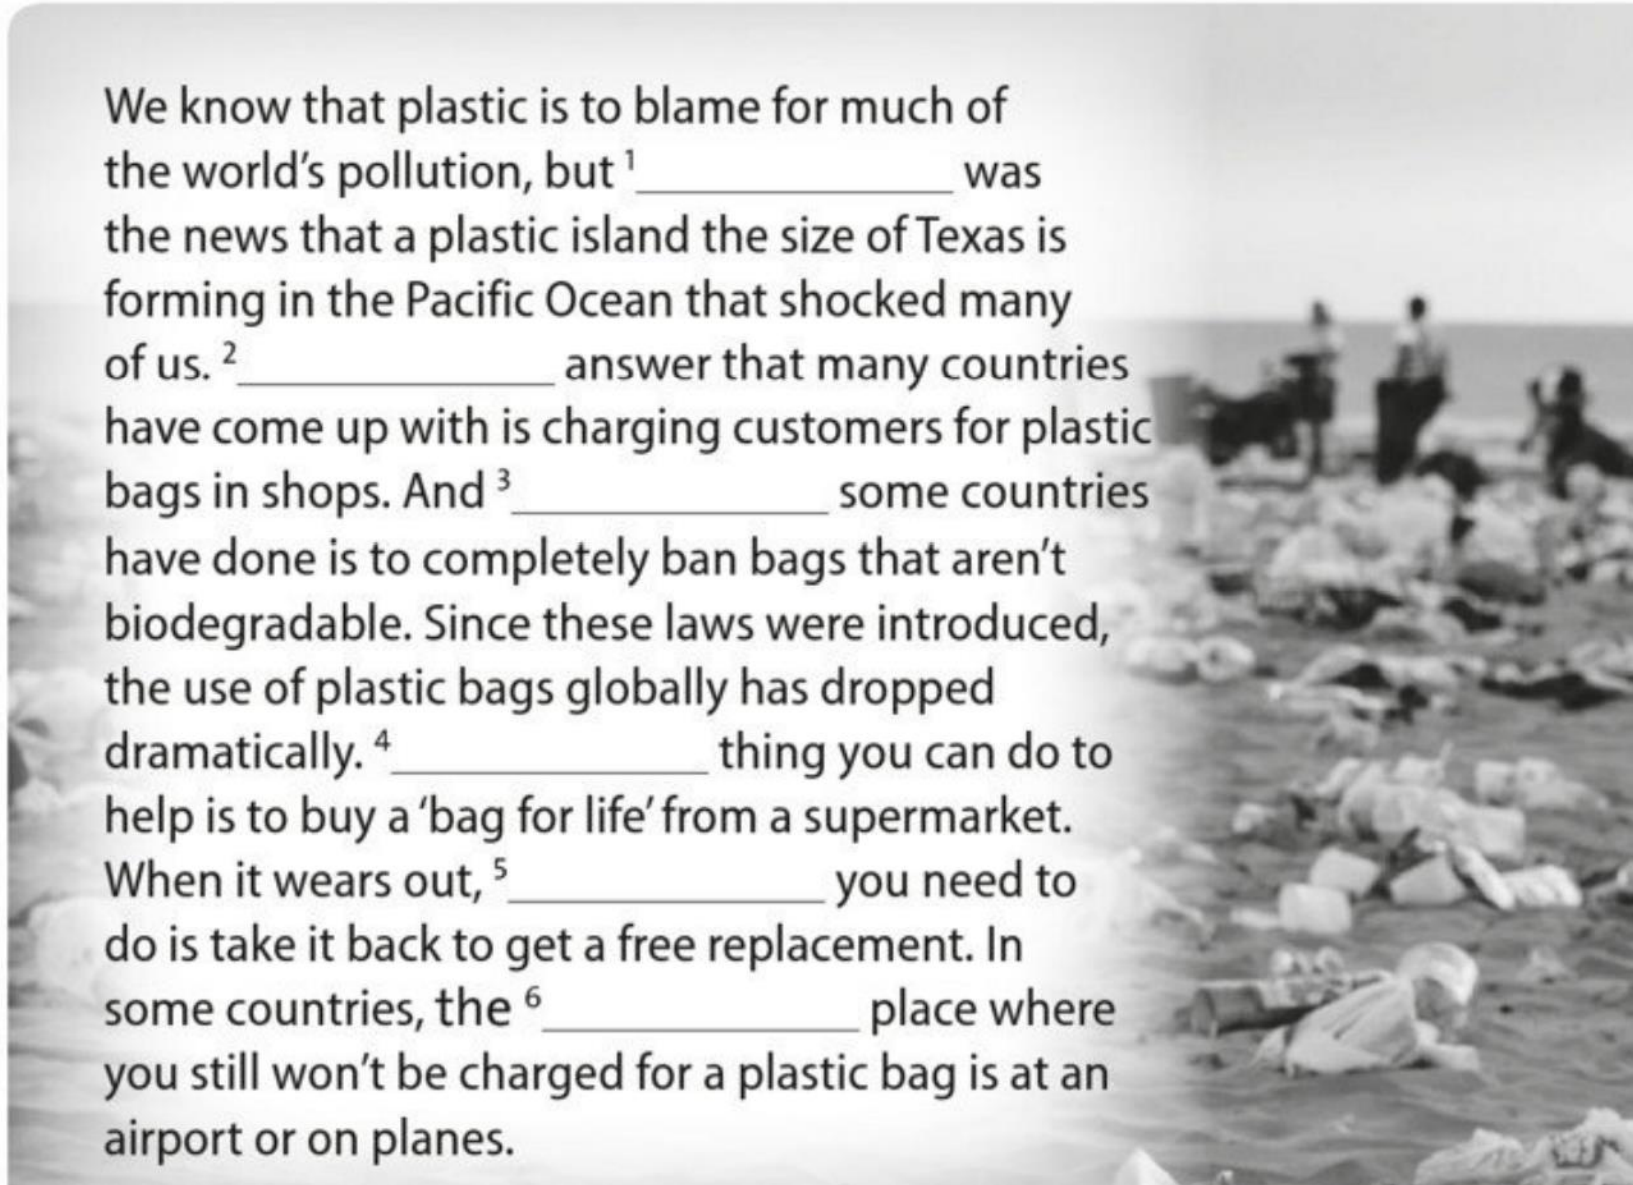 We know that plastic is to blame for much of
the world's pollution, but ¹______________ was
the news that a plastic island the size of Texas is
forming in the Pacific Ocean that shocked many
of us. ²______________ answer that many countries
have come up with is charging customers for plastic
bags in shops. And ³______________ some countries
have done is to completely ban bags that aren't
biodegradable. Since these laws were introduced,
the use of plastic bags globally has dropped
dramatically. ⁴______________ thing you can do to
help is to buy a 'bag for life' from a supermarket.
When it wears out, ⁵______________ you need to
do is take it back to get a free replacement. In
some countries, the ⁶______________ place where
you still won't be charged for a plastic bag is at an
airport or on planes.